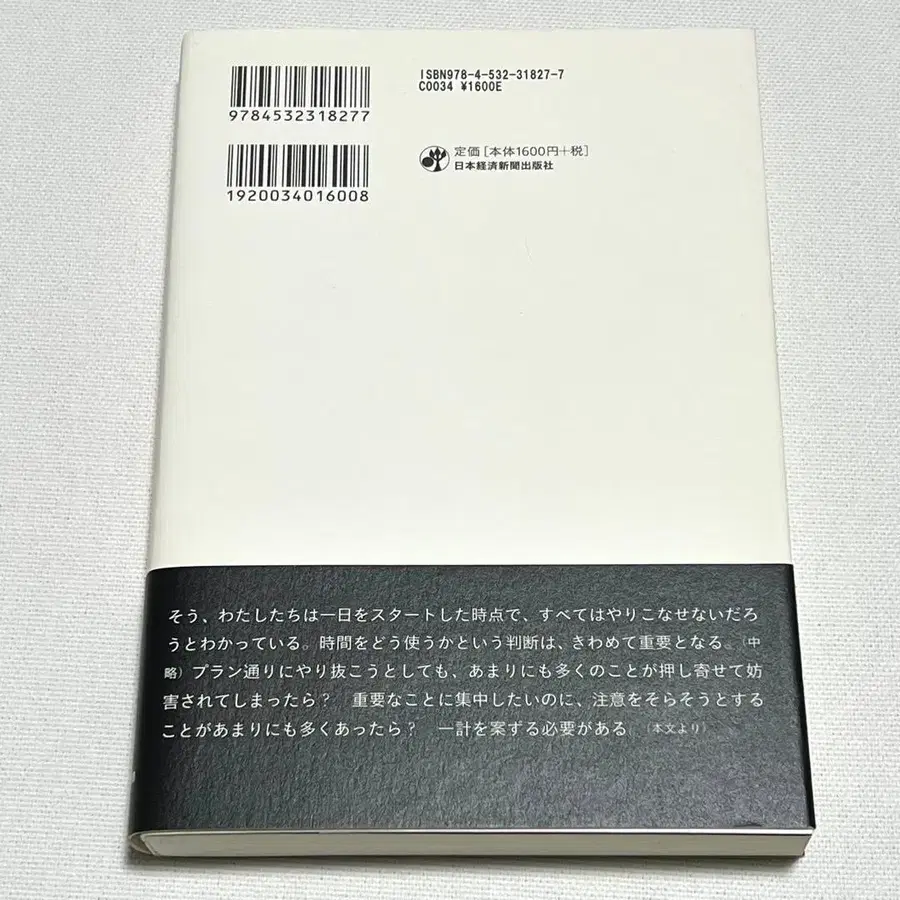 9784532318277
1920034016008
ISBN978-4-532-31827-7
C0034 ¥1600E
定価[本体1600円+税]
日本経済新聞出版社
そう、わたしたちは一日をスタートした時点で、すべてはやりこなせないだろ
うとわかっている。時間をどう使うかという判断は、きわめて重要となる。(中
略)プラン通りにやり抜こうとしても、あまりにも多くのことが押し寄せて妨
害されてしまったら? 重要なことに集中したいのに、注意をそらそうとする
ことがあまりにも多くあったら? 一計を案ずる必要がある (本文より)